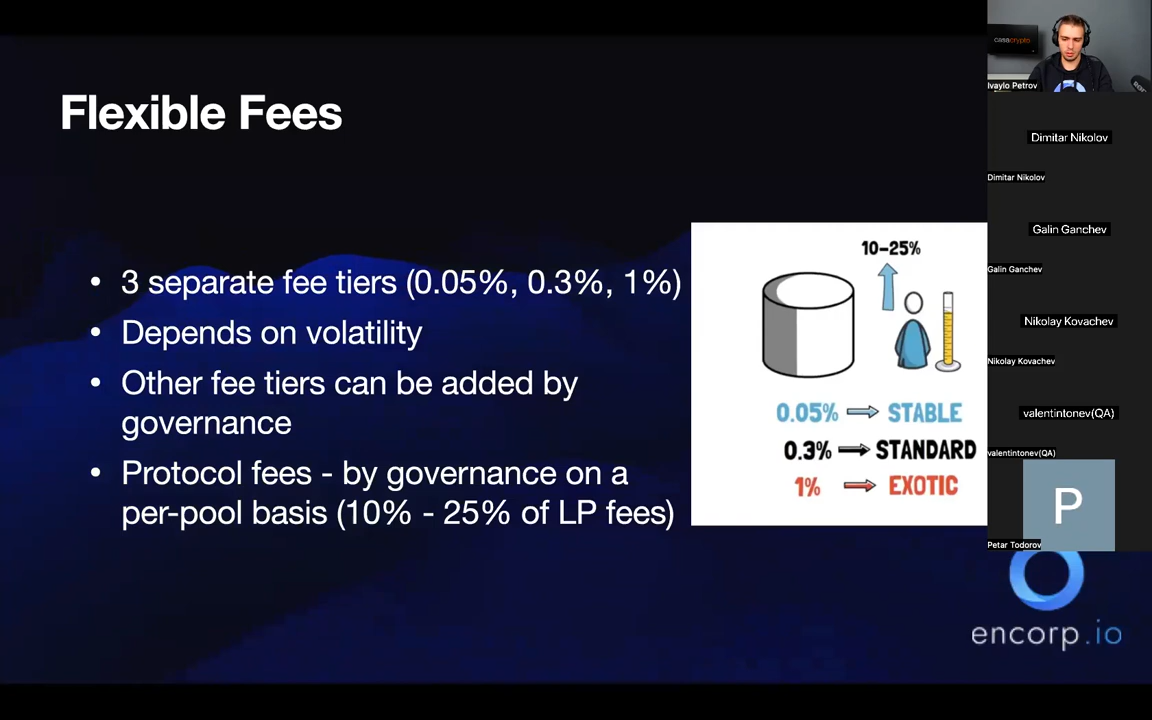 Flexible Fees
• 3 separate fee tiers (0.05%, 0.3%, 1%)
• Depends on volatility
• Other fee tiers can be added by
governance
• Protocol fees - by governance on a
per-pool basis (10% - 25% of LP fees)
10-25%
0.05% → STABLE
0.3% → STANDARD
1% → EXOTIC
casacrypto
Ivaylo Petrov
Dimitar Nikolov
Dimitar Nikolov
Galin Ganchev
Galin Ganchev
Nikolay Kovachev
Nikolay Kovachev
valentintonev(QA)
valentintonev(QA)
P
Petar Todorov
encorp.io